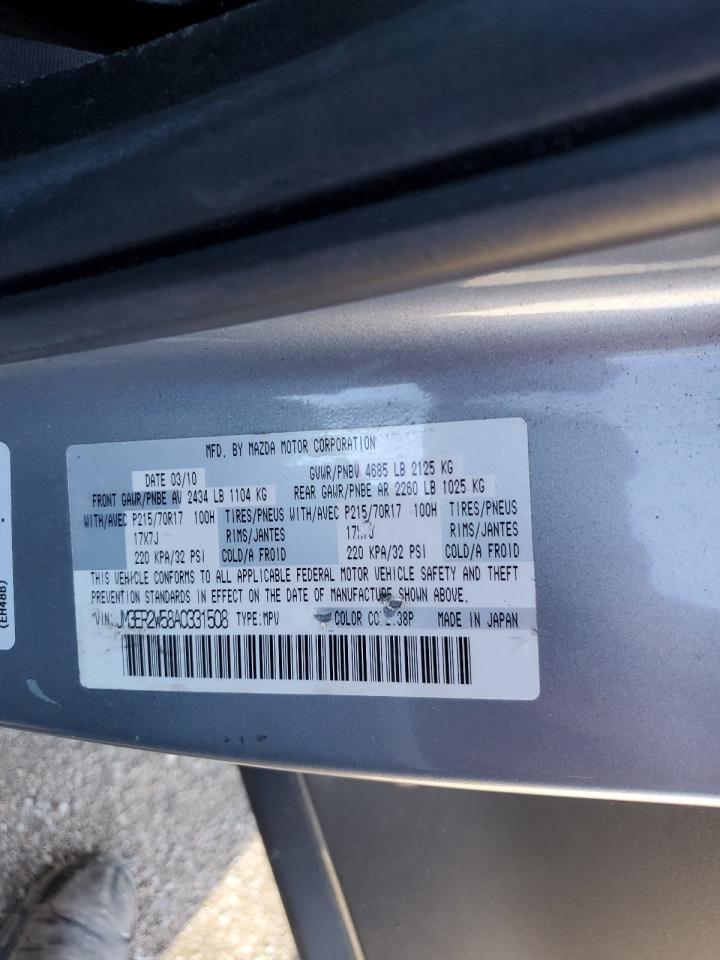 MFD. BY MAZDA MOTOR CORPORATION
DATE 03/10 GVWR/PNBV 4685 LB 2125 KG
FRONT GAWR/PNBE AV 2434 LB 1104 KG REAR GAWR/PNBE AR 2260 LB 1025 KG
WITH/AVEC P215/70R17 100H TIRES/PNEUS WITH/AVEC P215/70R17 100H TIRES/PNEUS
17X7J RIMS/JANTES RIMS/JANTES
220 KPA/32 PSI COLD/A FROID 220 KPA/32 PSI COLD/A FROID
THIS VEHICLE CONFORMS TO ALL APPLICABLE FEDERAL MOTOR VEHICLE SAFETY AND THEFT
PREVENTION STANDARDS IN EFFECT ON THE DATE OF MANUFACTURE SHOWN ABOVE.
VIN: JM3ER2W58A0331508 TYPE:MPV COLOR 38P MADE IN JAPAN
(EH48B)